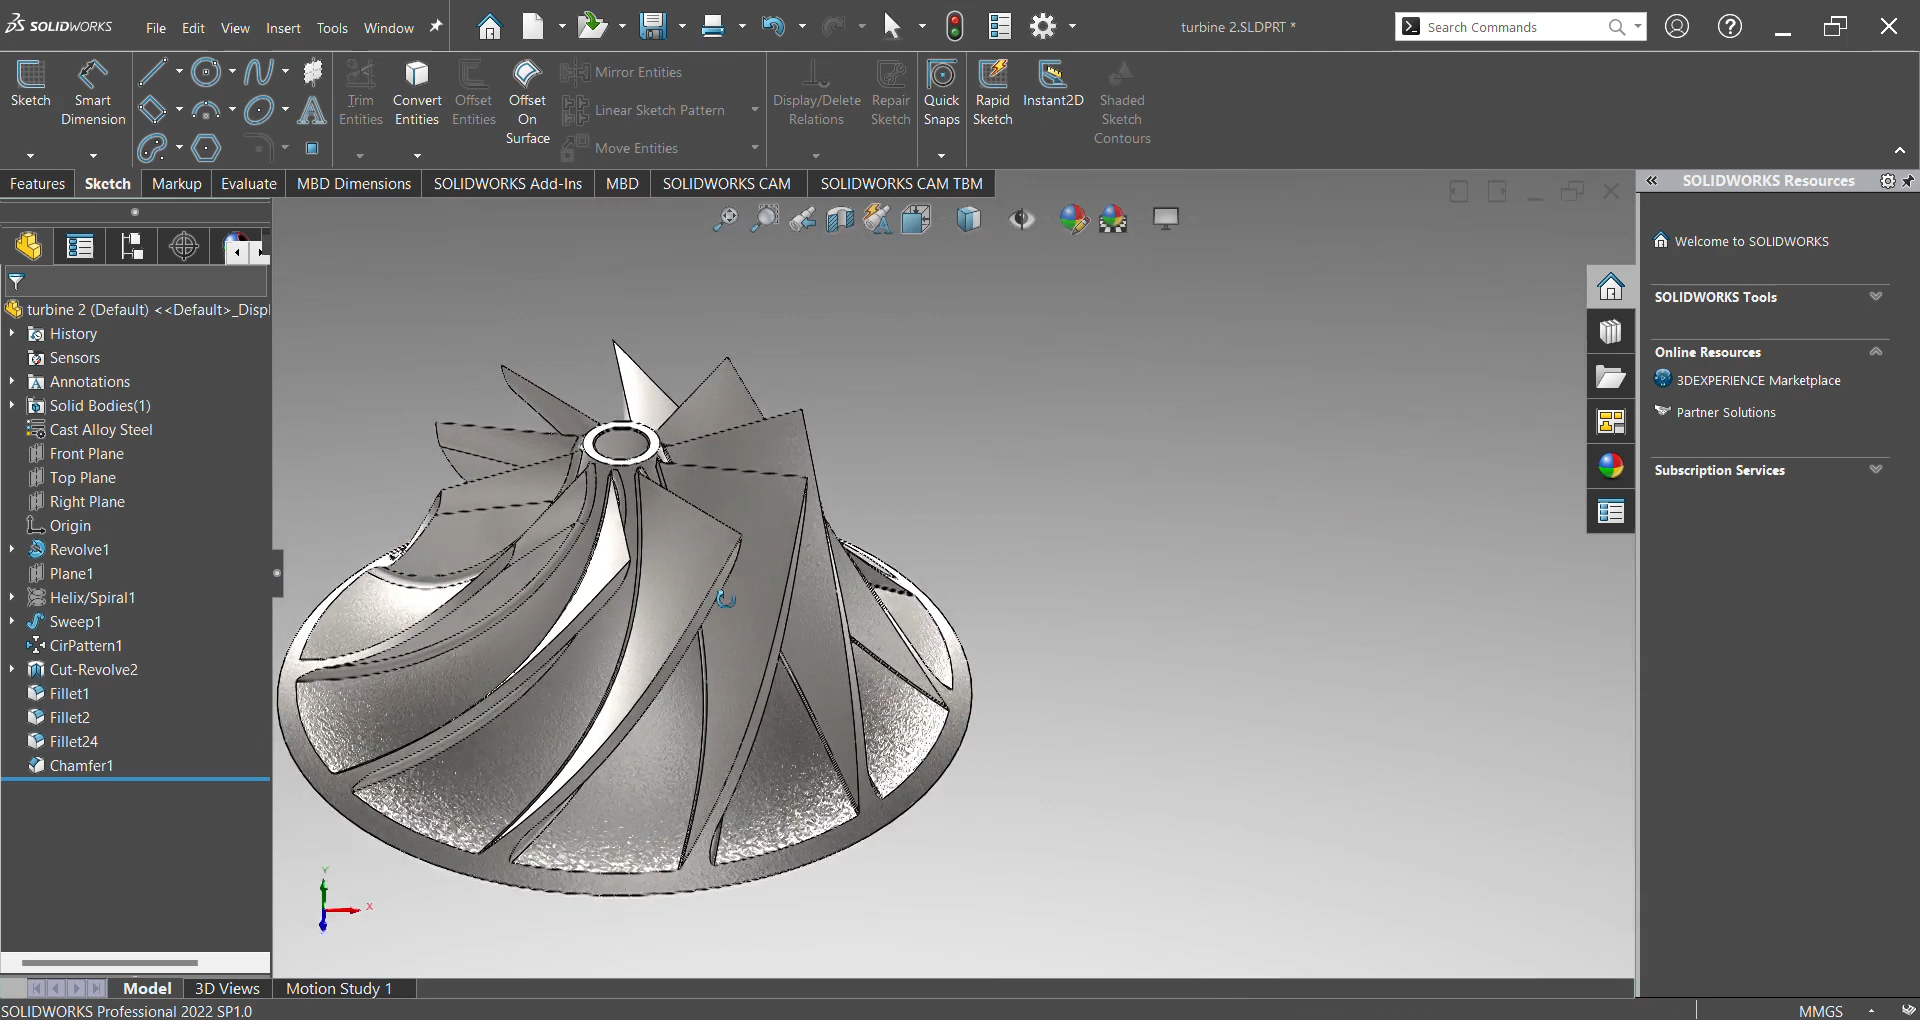 SOLIDWORKS File Edit View Insert Tools Window turbine 2.SLDPRT * Search Commands
Sketch
Smart Dimension
Trim Entities
Convert Entities
Offset Entities
Offset On Surface
Mirror Entities
Linear Sketch Pattern
Move Entities
Display/Delete Relations
Repair Sketch
Quick Snaps
Rapid Sketch
Instant2D
Shaded Sketch Contours
Features Sketch Markup Evaluate MBD Dimensions SOLIDWORKS Add-Ins MBD SOLIDWORKS CAM SOLIDWORKS CAM TBM
turbine 2 (Default) <<Default>_Displ
History
Sensors
Annotations
Solid Bodies(1)
Cast Alloy Steel
Front Plane
Top Plane
Right Plane
Origin
Revolve1
Plane1
Helix/Spiral1
Sweep1
CirPattern1
Cut-Revolve2
Fillet1
Fillet2
Fillet24
Chamfer1
Y
X
SOLIDWORKS Resources
Welcome to SOLIDWORKS
SOLIDWORKS Tools
Online Resources
3DEXPERIENCE Marketplace
Partner Solutions
Subscription Services
Model 3D Views Motion Study 1
SOLIDWORKS Professional 2022 SP1.0 MMGS